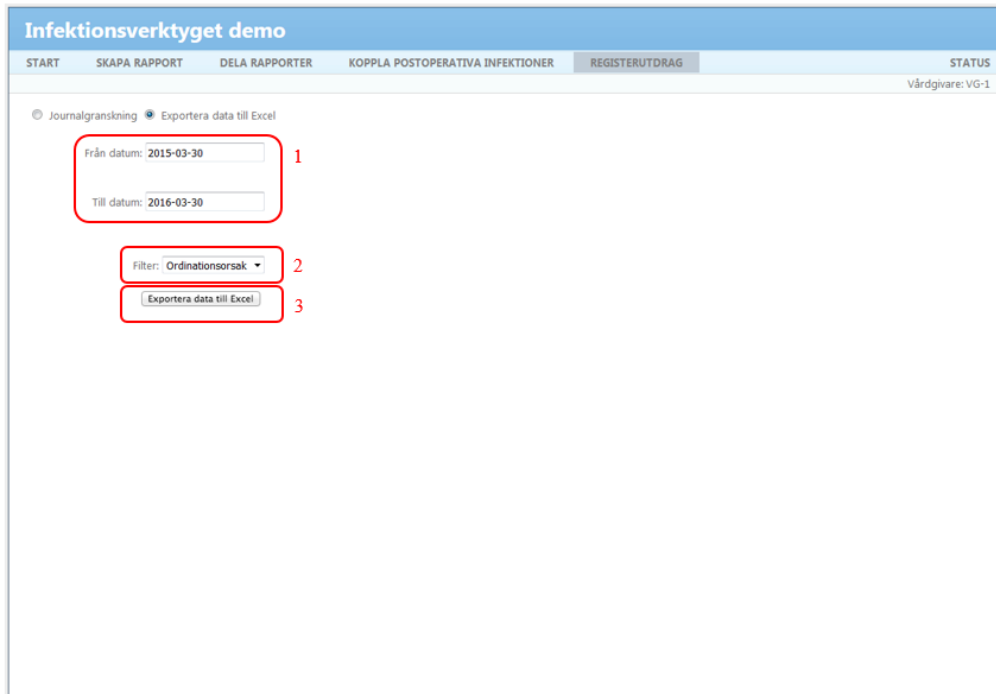 Infektionsverktyget demo
START SKAPA RAPPORT DELA RAPPORTER KOPPLA POSTOPERATIVA INFEKTIONER REGISTERUTDRAG STATUS
Vårdgivare: VG-1
Journalgranskning Exportera data till Excel
Från datum: 2015-03-30 1
Till datum: 2016-03-30
Filter: Ordinationsorsak 2
Exportera data till Excel 3